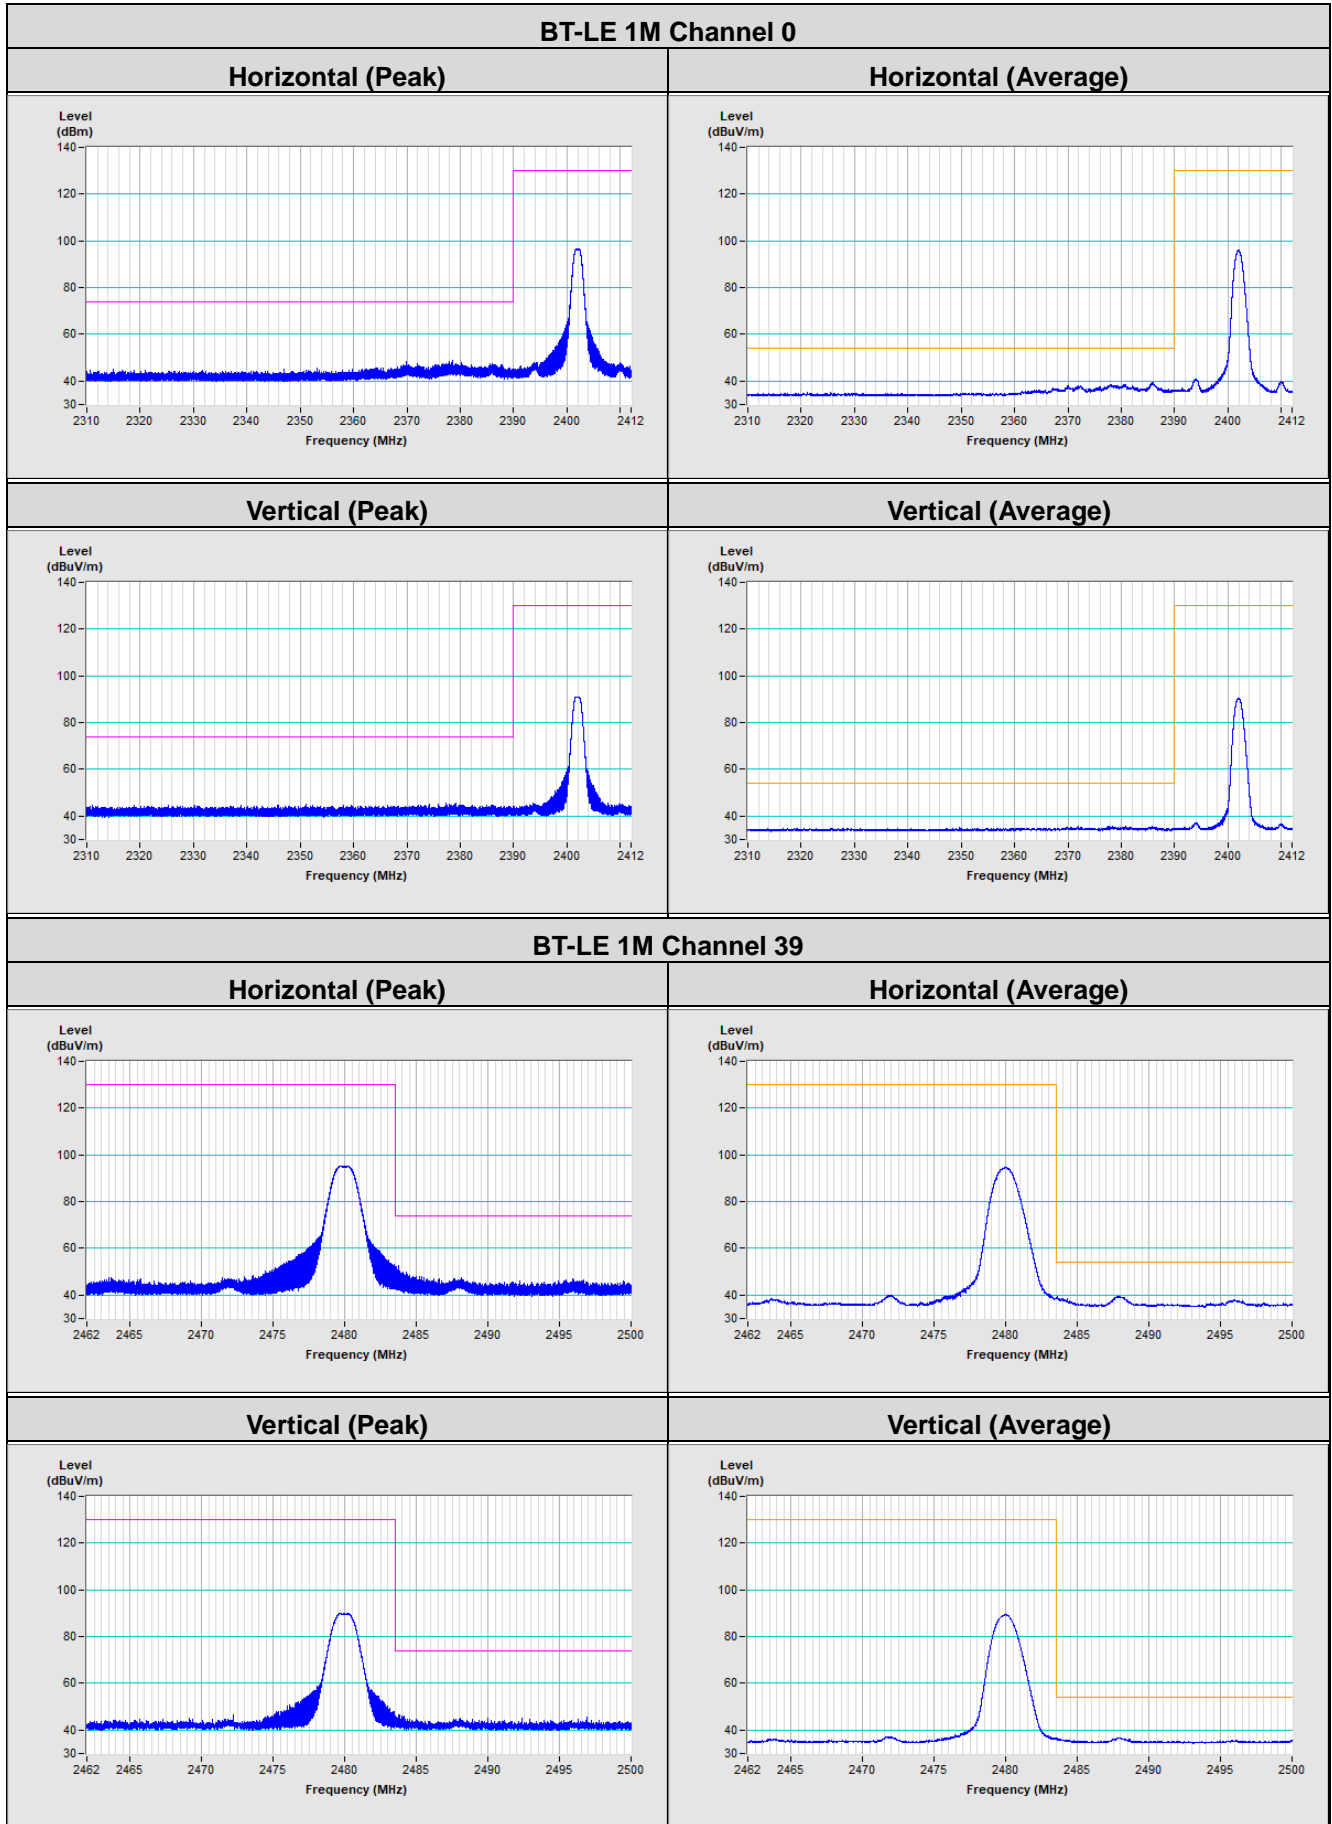 BT-LE 1M Channel 0
Horizontal (Peak)
Horizontal (Average)
Level
(dBm)
140
120
100
80
60
40
30
2310 2320 2330 2340 2350 2360 2370 2380 2390 2400 2412
Frequency (MHz)
Level
(dBuV/m)
140
120
100
80
60
40
30
2310 2320 2330 2340 2350 2360 2370 2380 2390 2400 2412
Frequency (MHz)
Vertical (Peak)
Vertical (Average)
Level
(dBuV/m)
140
120
100
80
60
40
30
2310 2320 2330 2340 2350 2360 2370 2380 2390 2400 2412
Frequency (MHz)
Level
(dBuV/m)
140
120
100
80
60
40
30
2310 2320 2330 2340 2350 2360 2370 2380 2390 2400 2412
Frequency (MHz)
BT-LE 1M Channel 39
Horizontal (Peak)
Horizontal (Average)
Level
(dBuV/m)
140
120
100
80
60
40
30
2462 2465 2470 2475 2480 2485 2490 2495 2500
Frequency (MHz)
Level
(dBuV/m)
140
120
100
80
60
40
30
2462 2465 2470 2475 2480 2485 2490 2495 2500
Frequency (MHz)
Vertical (Peak)
Vertical (Average)
Level
(dBuV/m)
140
120
100
80
60
40
30
2462 2465 2470 2475 2480 2485 2490 2495 2500
Frequency (MHz)
Level
(dBuV/m)
140
120
100
80
60
40
30
2462 2465 2470 2475 2480 2485 2490 2495 2500
Frequency (MHz)